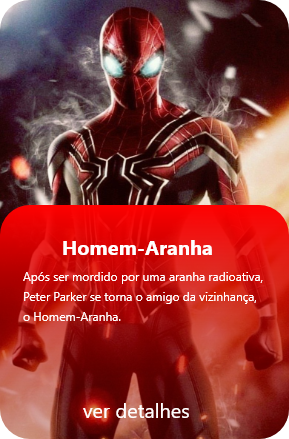 Homem-Aranha
Após ser mordido por uma aranha radioativa,
Peter Parker se torna o amigo da vizinhança,
o Homem-Aranha.
ver detalhes